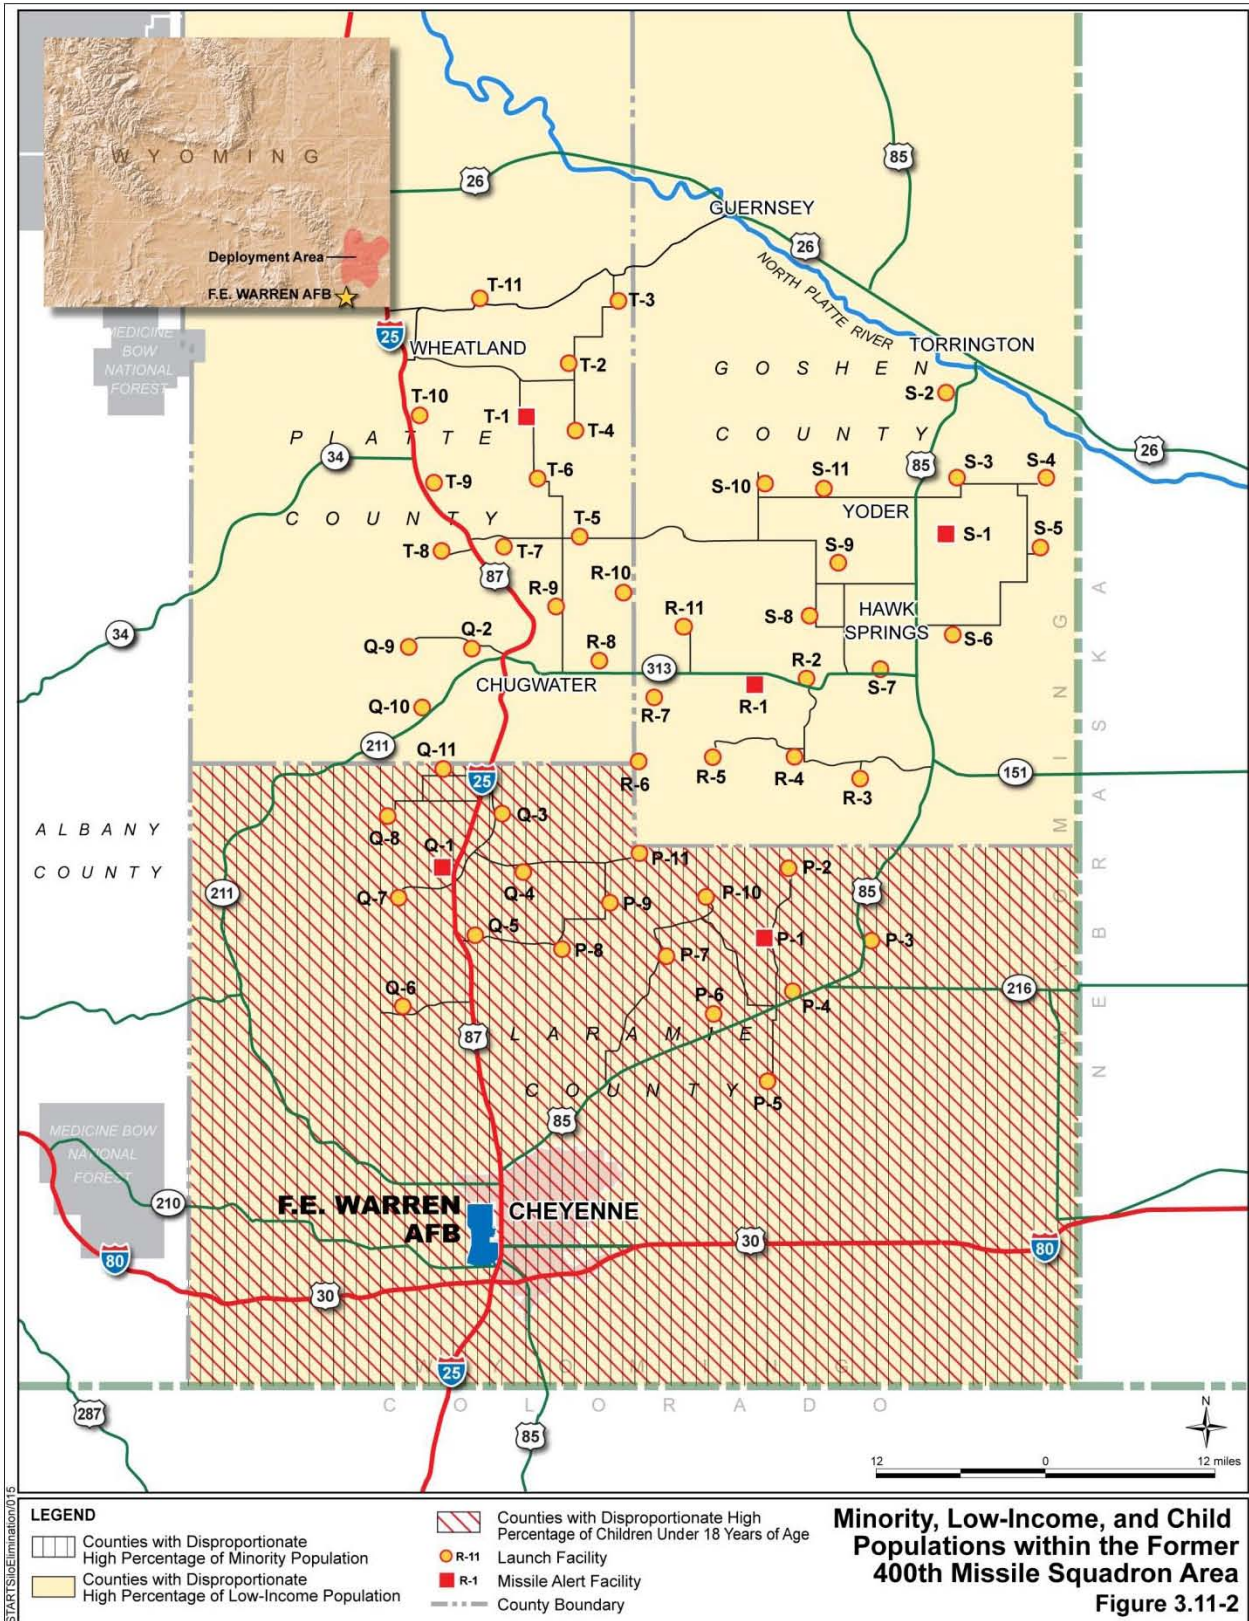 WYOMING
Deployment Area
F.E. WARREN AFB
MEDICINE
BOW
NATIONAL
FOREST
26
85
GUERNSEY
26
NORTH PLATTE RIVER
T-11
T-3
25
WHEATLAND
TORRINGTON
T-2
GOSHEN
S-2
T-10
T-1
T-4
PLATTE
COUNTY
34
85
26
T-9
T-6
S-10
S-11
S-3
S-4
YODER
COUNTY
T-5
S-1
S-5
T-8
T-7
S-9
87
R-10
R-9
R-11
S-8
HAWK
SPRINGS
S-6
34
Q-9
Q-2
R-8
313
R-2
S-7
CHUGWATER
R-1
R-7
Q-10
211
Q-11
25
R-6
R-5
R-4
R-3
151
Q-8
Q-3
ALBANY
COUNTY
Q-1
P-11
P-2
211
Q-7
Q-4
P-9
P-10
85
Q-5
P-8
P-7
P-1
P-3
Q-6
P-6
P-4
216
87
LARAMIE
COUNTY
P-5
85
WYOMING
NEBRASKA
MEDICINE BOW
NATIONAL
FOREST
210
F.E. WARREN
AFB
CHEYENNE
80
30
30
80
25
WYOMING
COLORADO
287
85
N
12 0 12 miles
STARTSiloElimination/015
LEGEND
Counties with Disproportionate
High Percentage of Minority Population
Counties with Disproportionate
High Percentage of Low-Income Population
Counties with Disproportionate High
Percentage of Children Under 18 Years of Age
R-11 Launch Facility
R-1 Missile Alert Facility
County Boundary
Minority, Low-Income, and Child
Populations within the Former
400th Missile Squadron Area
Figure 3.11-2